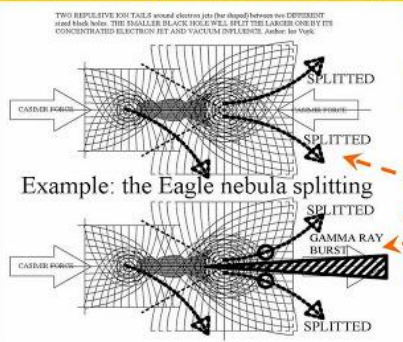 TWO REPULSIVE ION TAILS around electron jets (bar shaped) between two DIFFERENT
sized black holes. THE SMALLER BLACK HOLE WILL SPLIT THE LARGER ONE BY ITS
CONCENTRATED ELECTRON JET AND VACUUM INFLUENCE. Author: leo Vuyk.
SPLITTED
CASIMIR FORCE
CASIMIR FORCE
SPLITTED
Example: the Eagle nebula splitting
SPLITTED
GAMMA RAY
BURST
CASIMIR FORCE
SPLITTED